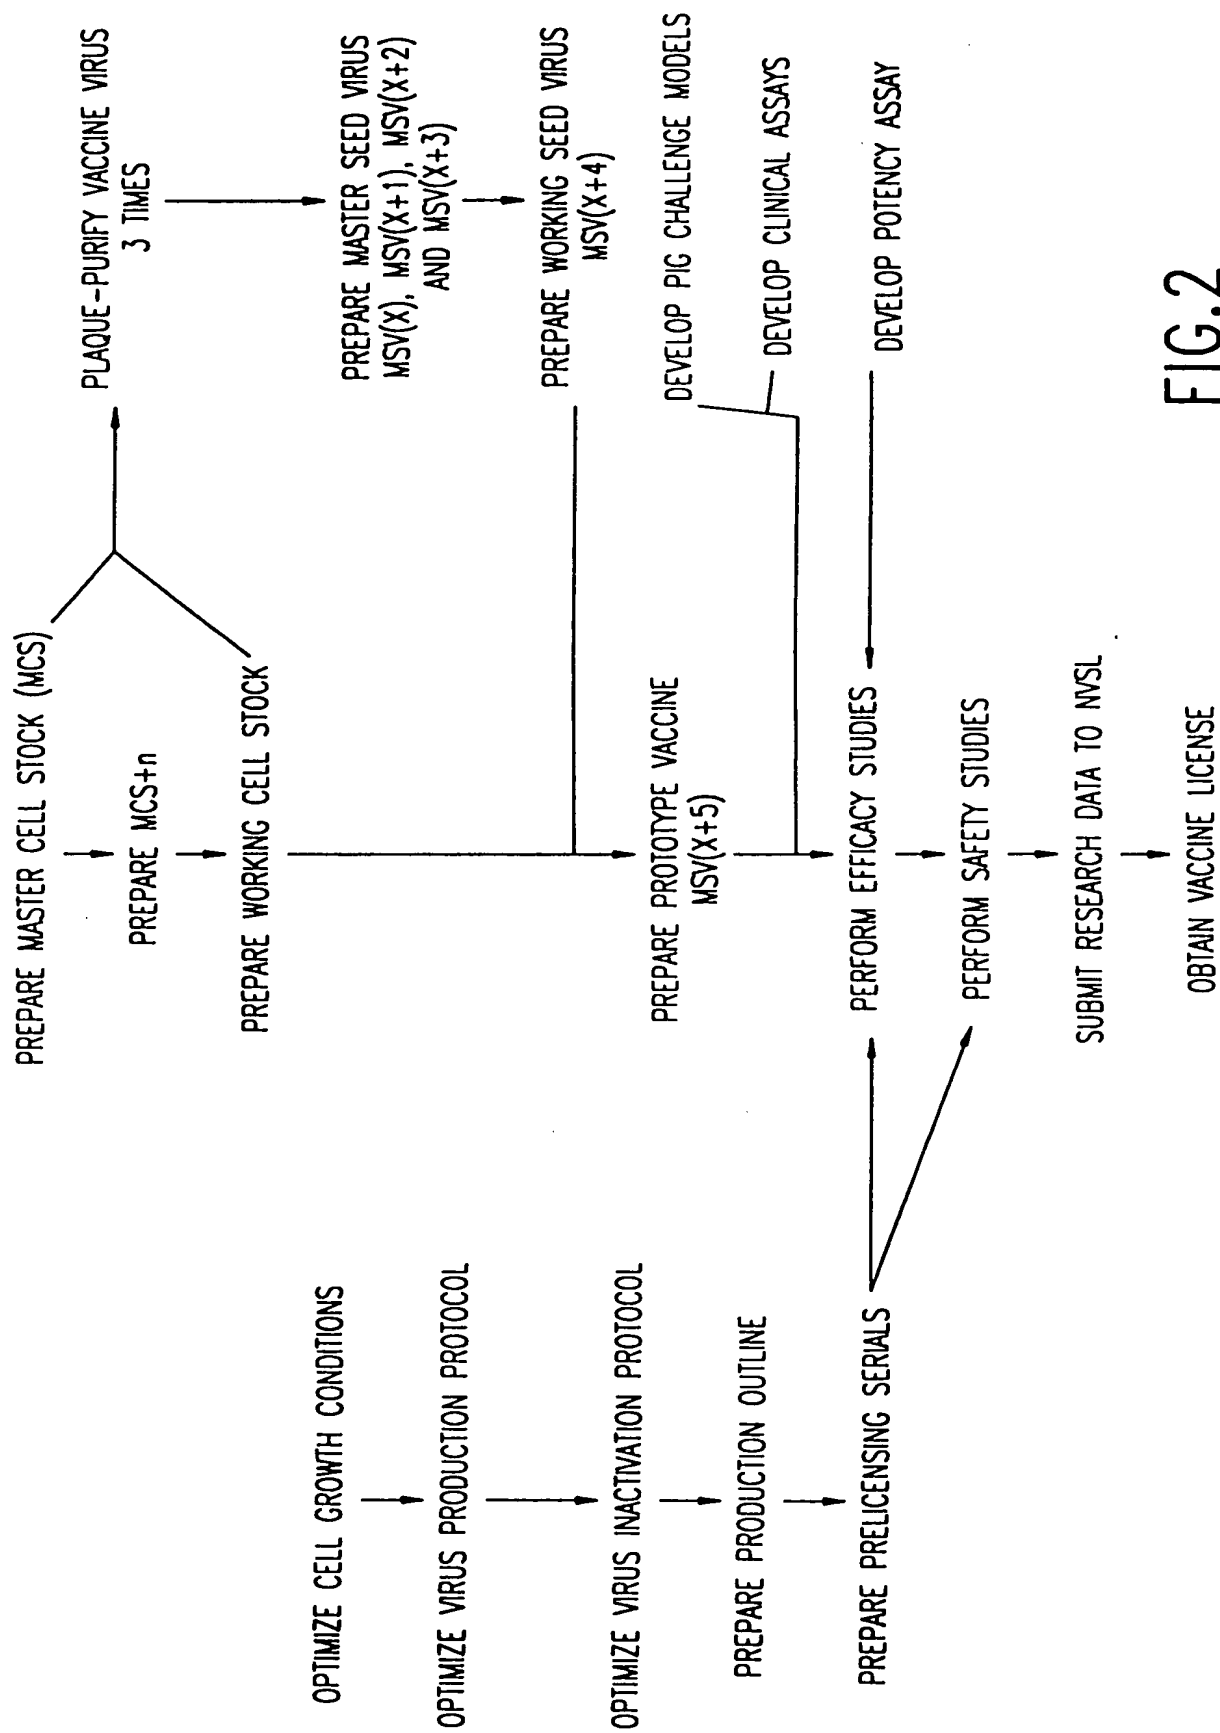 PREPARE MASTER CELL STOCK (MCS)
PREPARE MCS+n
PREPARE WORKING CELL STOCK
PLAQUE-PURIFY VACCINE VIRUS
3 TIMES
PREPARE MASTER SEED VIRUS
MSV(X), MSV(X+1), MSV(X+2)
AND MSV(X+3)
PREPARE WORKING SEED VIRUS
MSV(X+4)
OPTIMIZE CELL GROWTH CONDITIONS
OPTIMIZE VIRUS PRODUCTION PROTOCOL
OPTIMIZE VIRUS INACTIVATION PROTOCOL
PREPARE PRODUCTION OUTLINE
PREPARE PRELICENSING SERIALS
PREPARE PROTOTYPE VACCINE
MSV(X+5)
DEVELOP PIG CHALLENGE MODELS
DEVELOP CLINICAL ASSAYS
DEVELOP POTENCY ASSAY
PERFORM EFFICACY STUDIES
PERFORM SAFETY STUDIES
SUBMIT RESEARCH DATA TO NVSL
OBTAIN VACCINE LICENSE
FIG.2